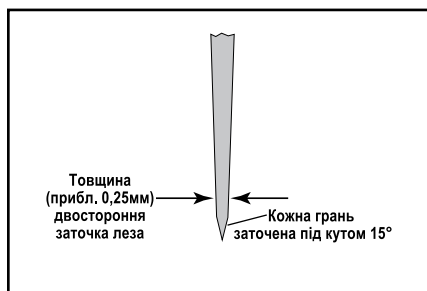 Товщина
(прибл. 0,25мм)
двостороння
заточка леза
Кожна грань
заточена під кутом 15°